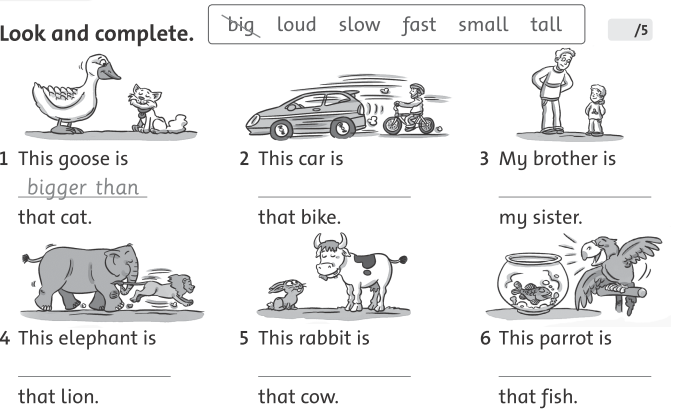 Look and complete.
big loud slow fast small tall
/5
1 This goose is
bigger than
that cat.
2 This car is
that bike.
3 My brother is
my sister.
4 This elephant is
that lion.
5 This rabbit is
that cow.
6 This parrot is
that fish.